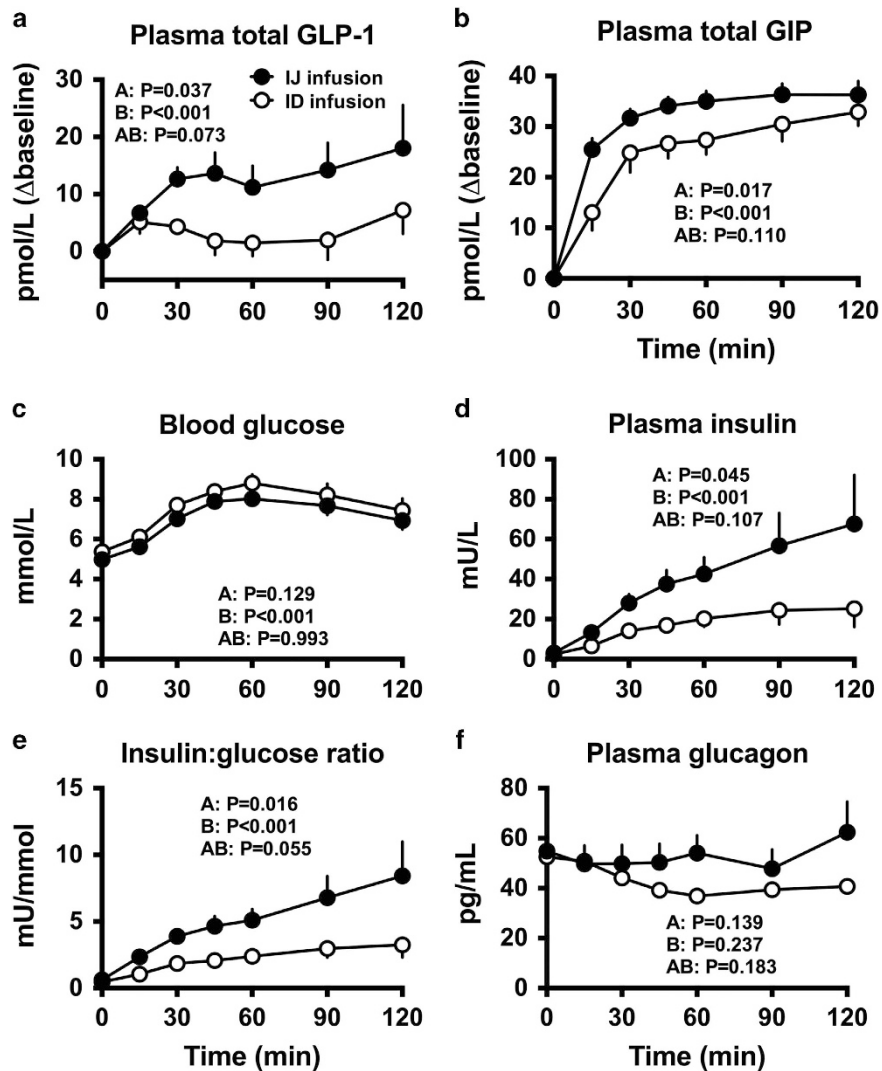 a
Plasma total GLP-1
pmol/L (Δbaseline)
30
20
10
0
A: P=0.037
B: P<0.001
AB: P=0.073
IJ infusion
ID infusion
0 30 60 90 120
b
Plasma total GIP
pmol/L (Δbaseline)
40
30
20
10
0
A: P=0.017
B: P<0.001
AB: P=0.110
0 30 60 90 120
Time (min)
c
Blood glucose
mmol/L
10
8
6
4
2
0
A: P=0.129
B: P<0.001
AB: P=0.993
0 30 60 90 120
d
Plasma insulin
mU/L
100
80
60
40
20
0
A: P=0.045
B: P<0.001
AB: P=0.107
0 30 60 90 120
e
Insulin:glucose ratio
mU/mmol
15
10
5
0
A: P=0.016
B: P<0.001
AB: P=0.055
0 30 60 90 120
Time (min)
f
Plasma glucagon
pg/mL
80
60
40
20
0
A: P=0.139
B: P=0.237
AB: P=0.183
0 30 60 90 120
Time (min)